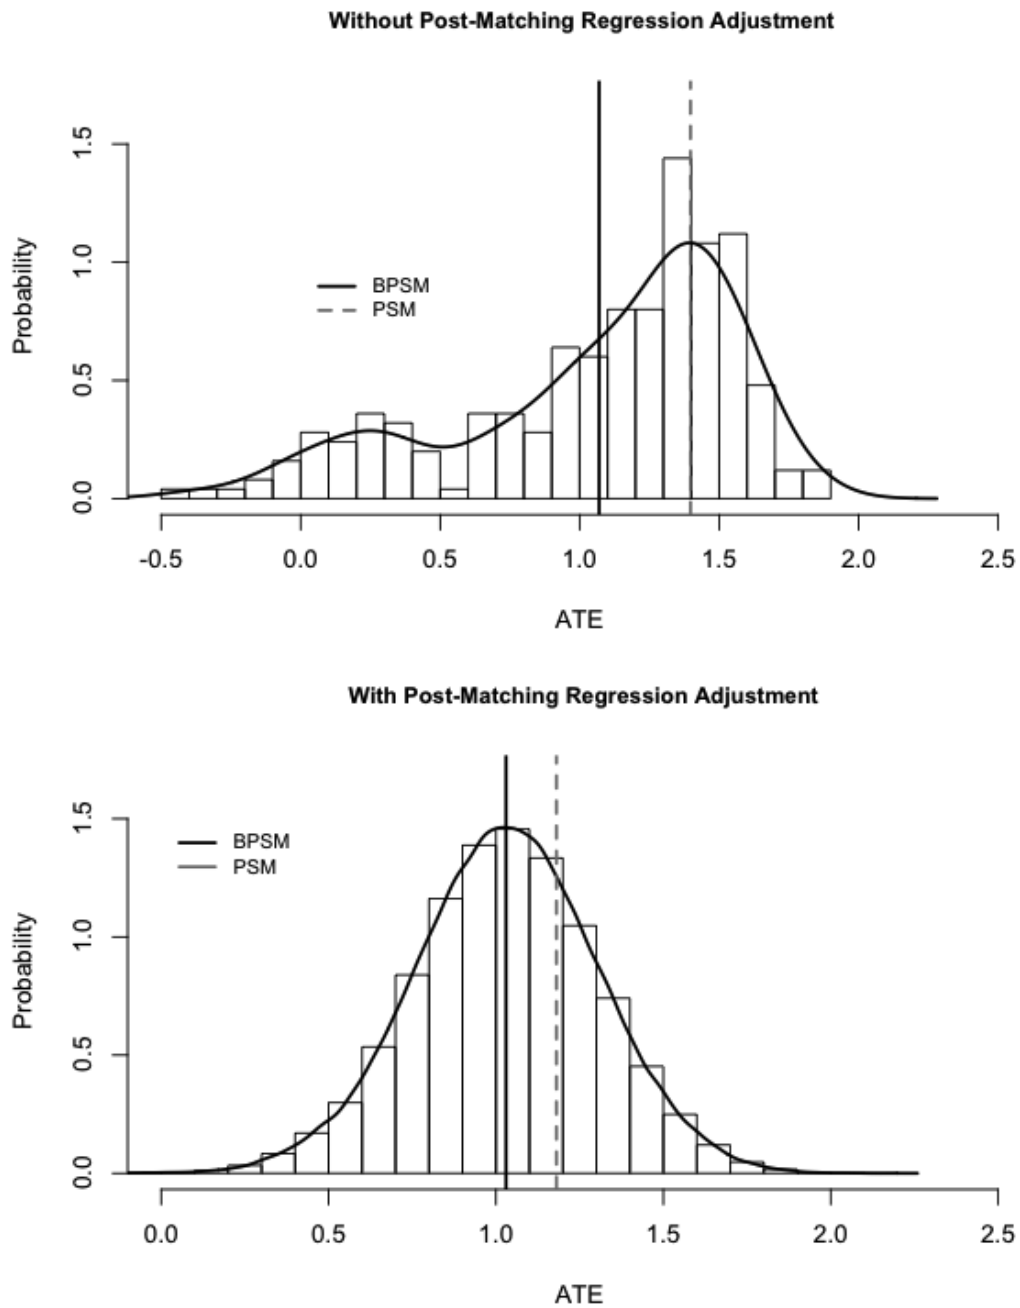 Without Post-Matching Regression Adjustment
Probability
1.5
1.0
0.5
0.0
BPSM
PSM
-0.5 0.0 0.5 1.0 1.5 2.0 2.5
ATE
With Post-Matching Regression Adjustment
Probability
1.5
1.0
0.5
0.0
BPSM
PSM
0.0 0.5 1.0 1.5 2.0 2.5
ATE